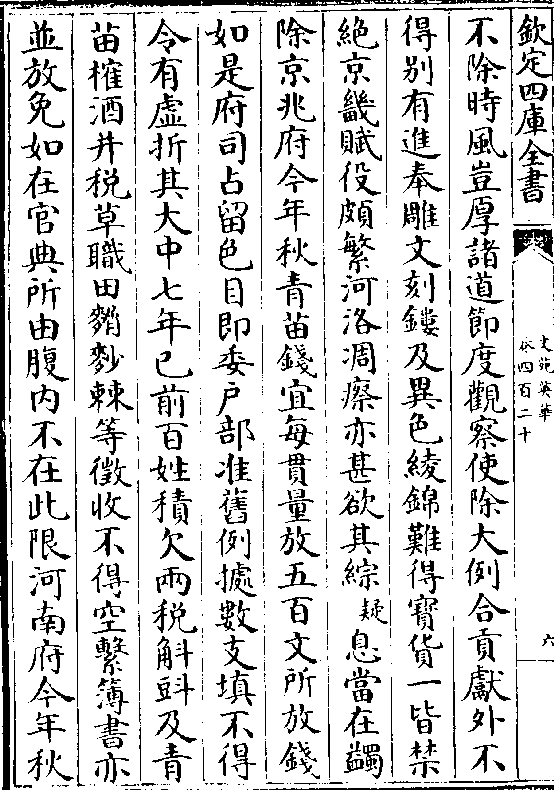 欽定四庫全書
文苑英華
卷四百二十
六
不除時風豈厚諸道節度觀察使除大例合貢獻外不
得别有進奉雕文刻鏤及異色綾錦難得寳貨一皆禁
絶京畿賦役頗繁河洛凋瘵亦甚欲其綜疑息當在蠲
除京兆府今年秋青苗錢宜每貫量放五百文所放錢
如是府司占留色目即委户部准舊例據數支填不得
令有虚折其大中七年已前百姓積欠兩税斛㪷及青
苗榷酒并税草職田𪍿麨棘等徵收不得空繫簿書亦
並放免如在官典所由腹内不在此限河南府今年秋